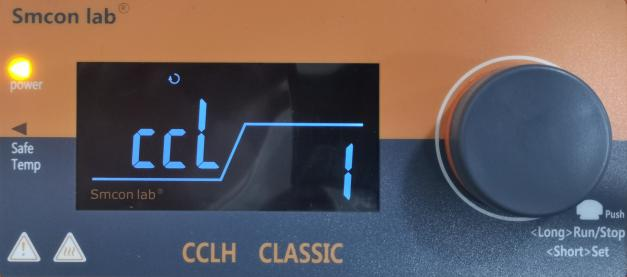 Smcon lab®
power
Safe
Temp
ccL
1
Smcon lab®
Push
<Long>Run/Stop
<Short>Set
CCLH CLASSIC